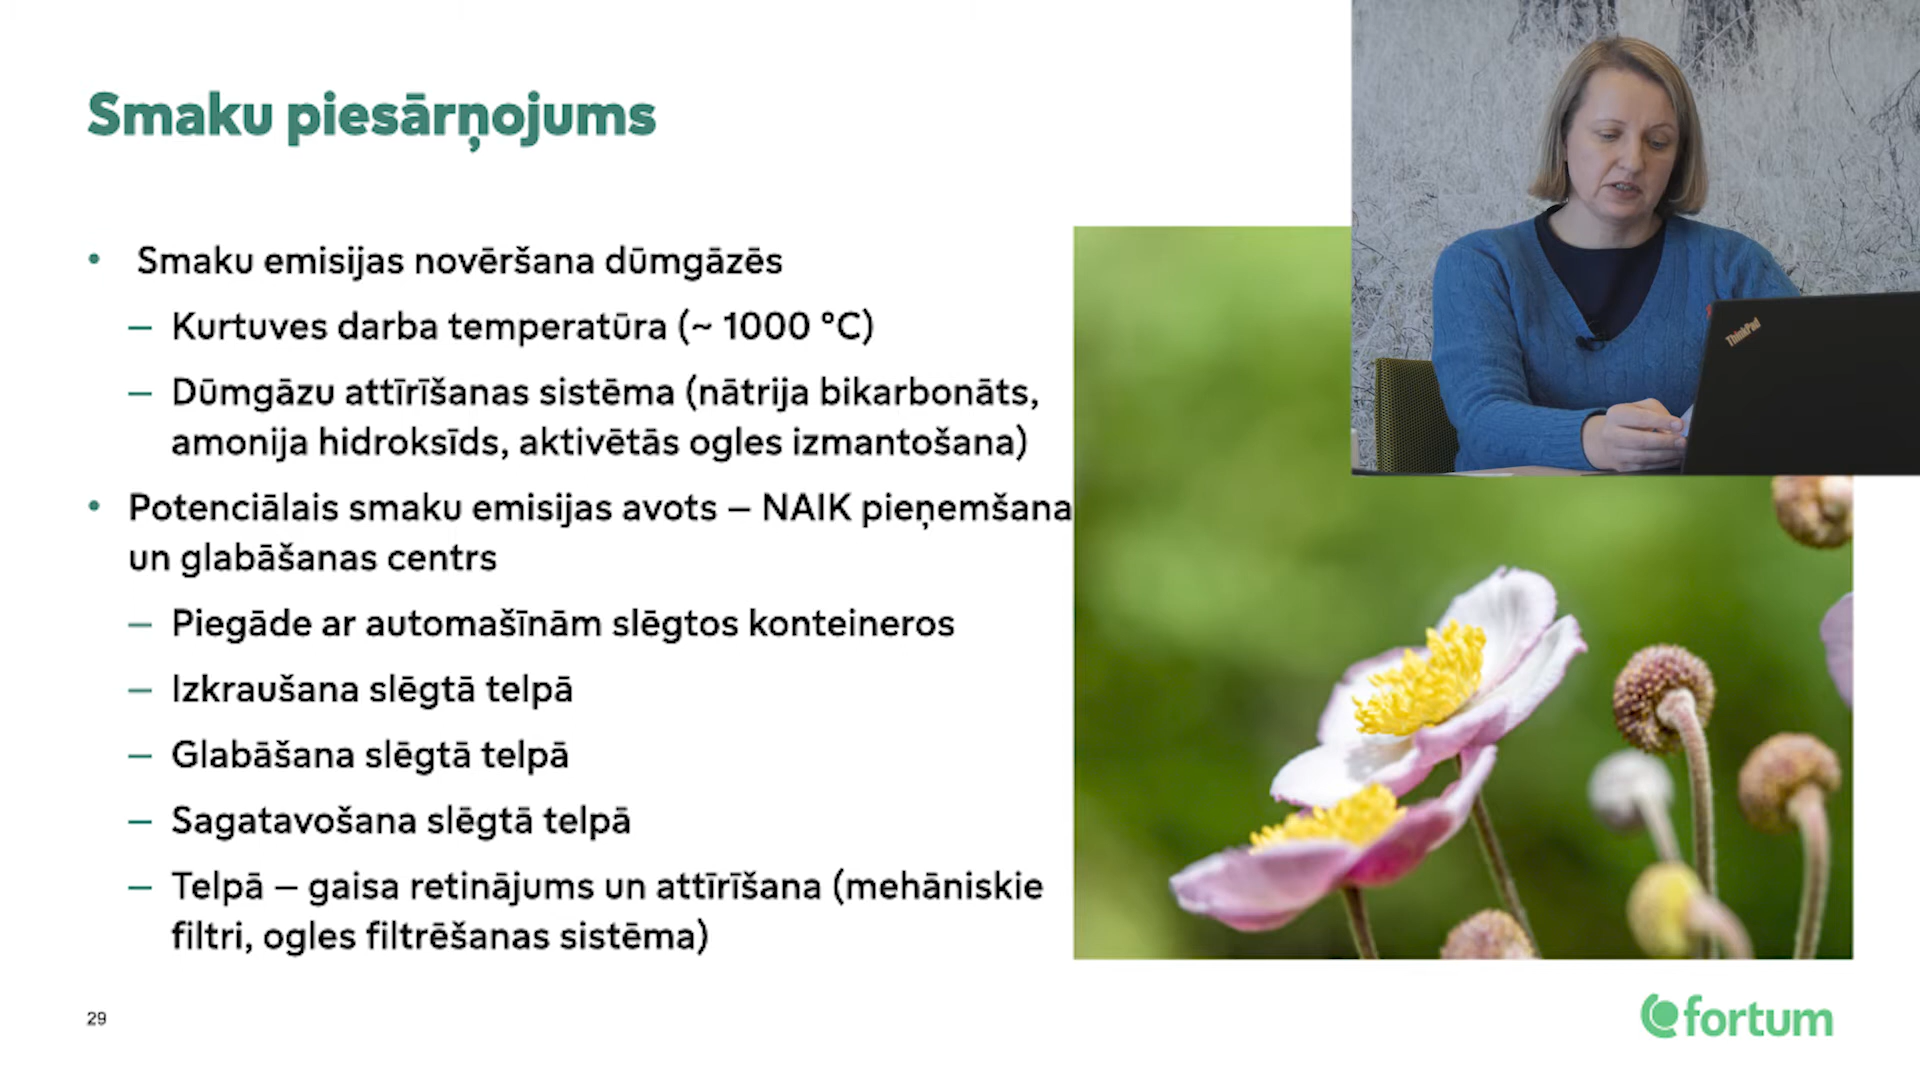 Smaku piesārņojums
• Smaku emisijas novēršana dūmgāzēs
– Kurtuves darba temperatūra (~ 1000 °C)
– Dūmgāzu attīrīšanas sistēma (nātrija bikarbonāts,
amonija hidroksīds, aktivētās ogles izmantošana)
• Potenciālais smaku emisijas avots – NAIK pieņemšana
un glabāšanas centrs
– Piegāde ar automašīnām slēgtos konteineros
– Izkraušana slēgtā telpā
– Glabāšana slēgtā telpā
– Sagatavošana slēgtā telpā
– Telpā – gaisa retinājums un attīrīšana (mehāniskie
filtri, ogles filtrēšanas sistēma)
ThinkPad
29
fortum